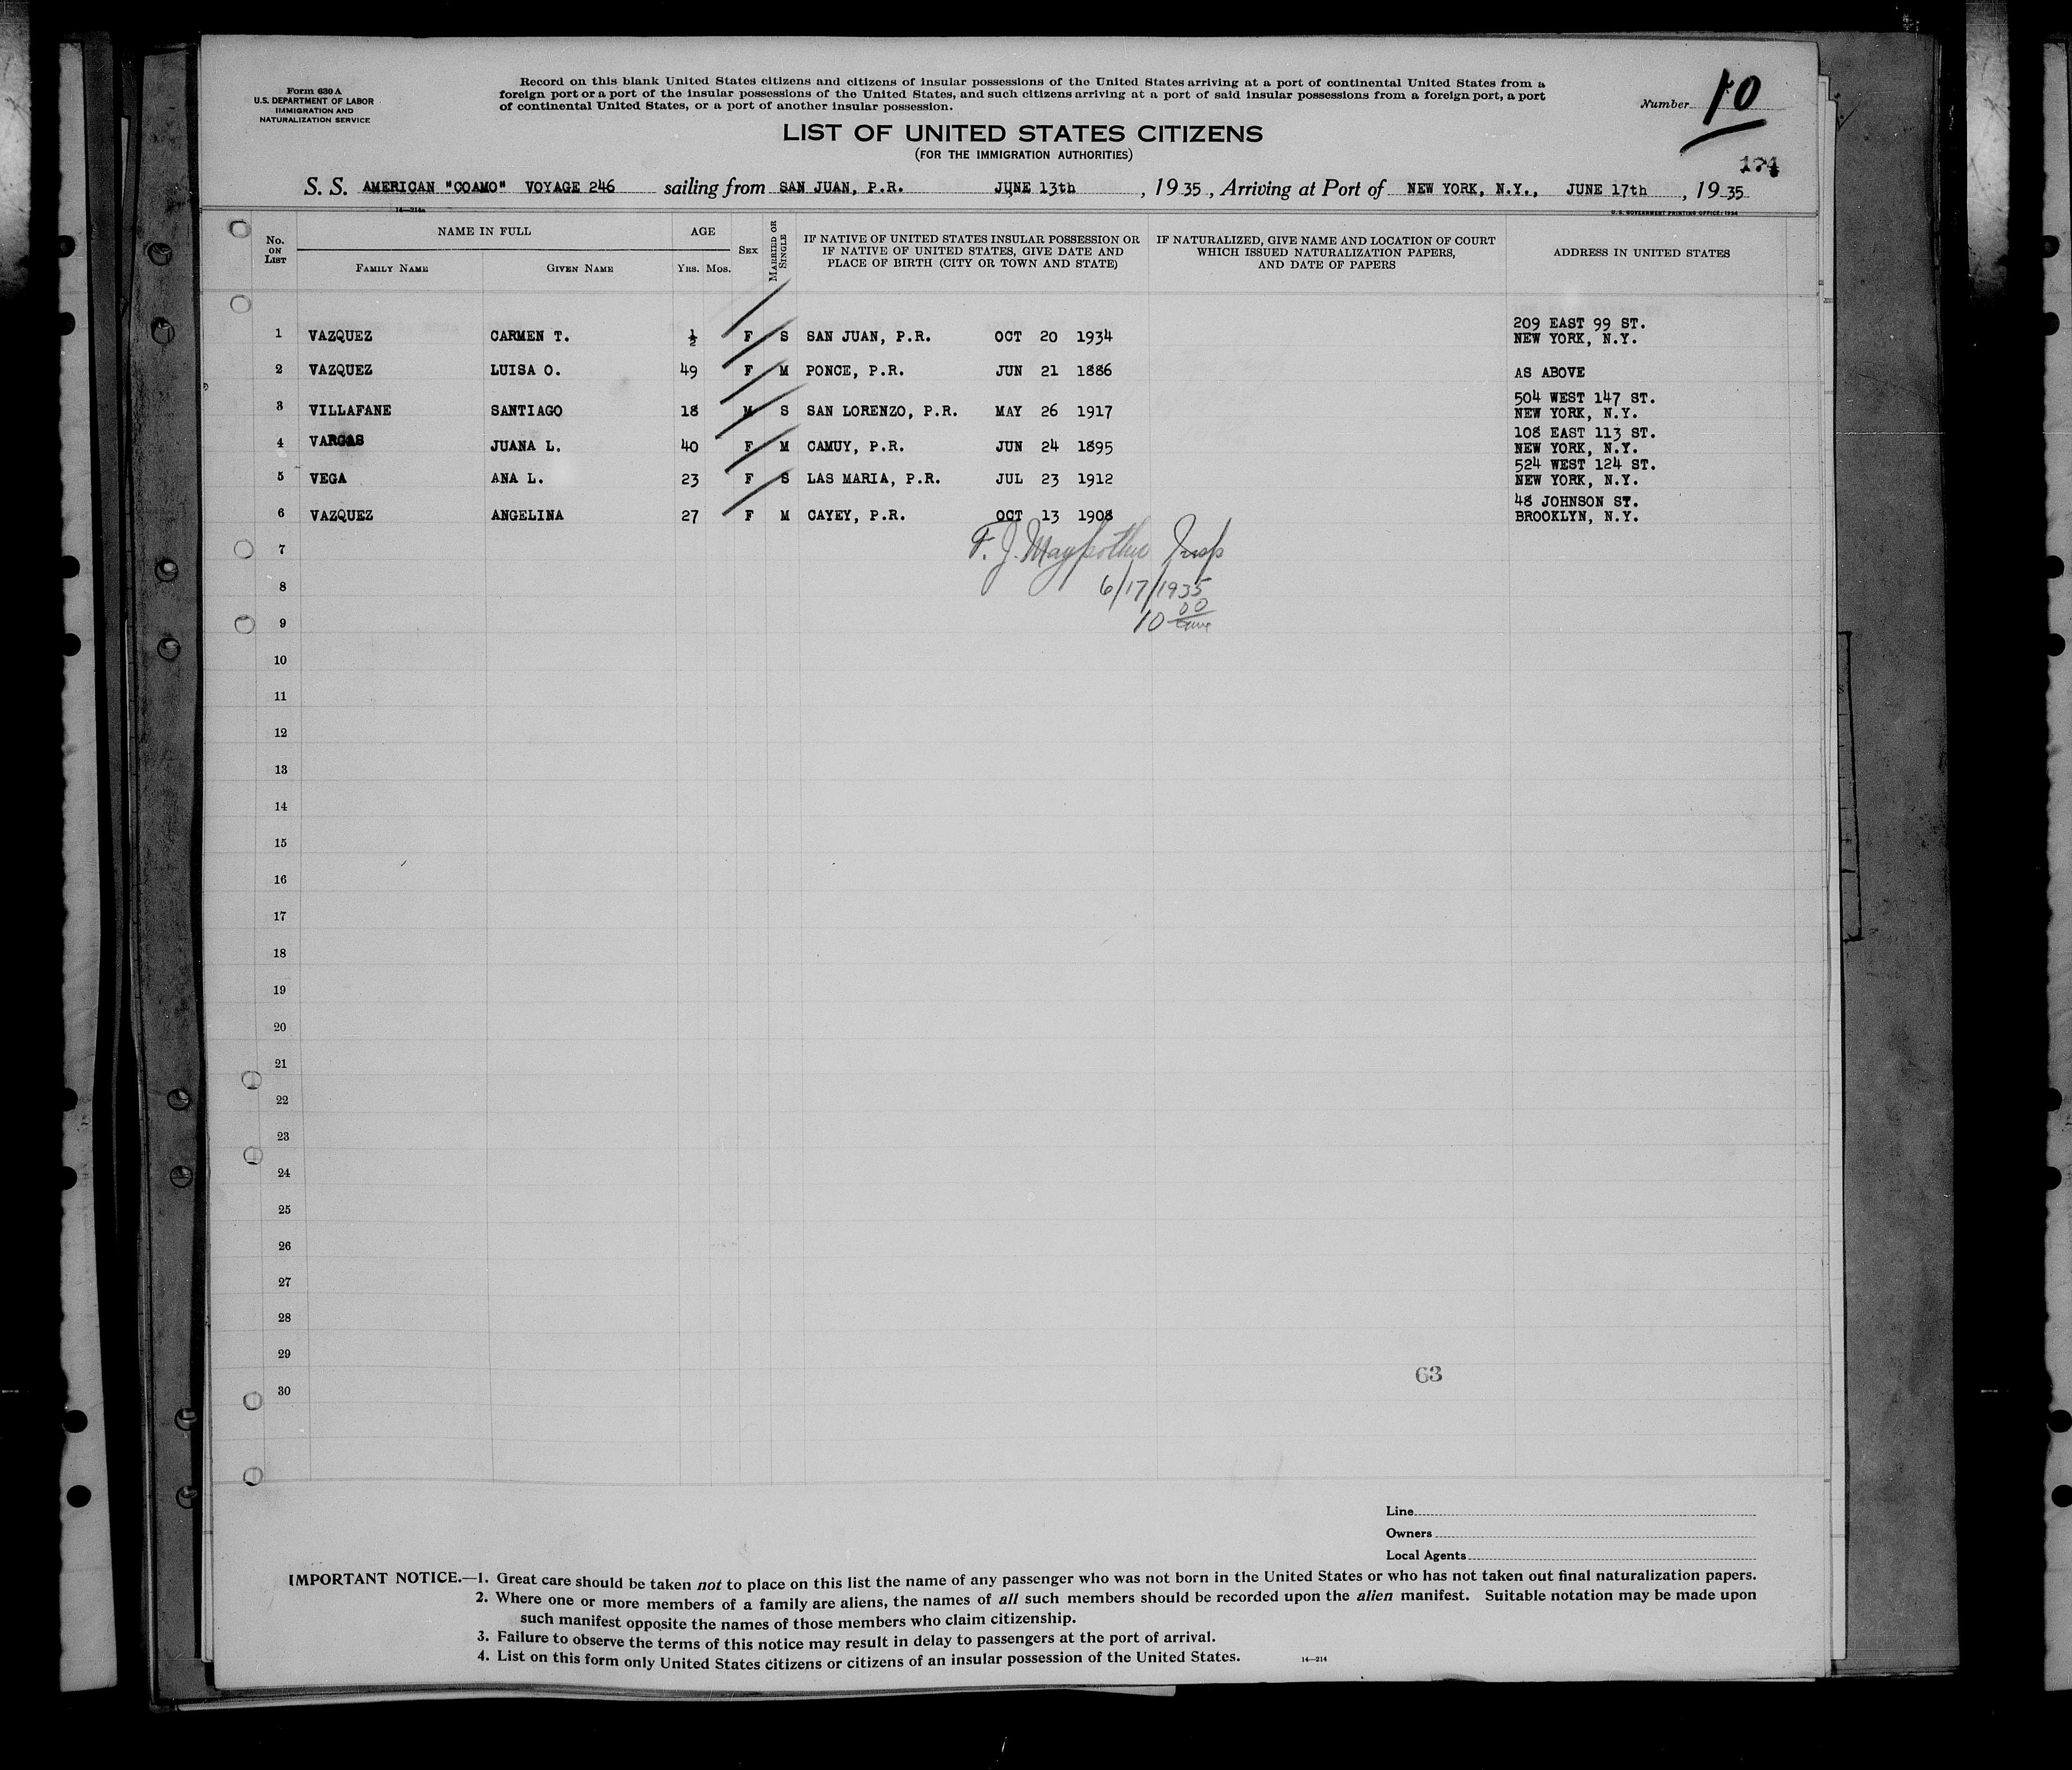 Form 630 A
U.S. DEPARTMENT OF LABOR
IMMIGRATION AND
NATURALIZATION SERVICE
Record on this blank United States citizens and citizens of insular possessions of the United States arriving at a port of continental United States from a
foreign port or a port of the insular possessions of the United States, and such citizens arriving at a port of said insular possessions from a foreign port, a port
of continental United States, or a port of another insular possession.
Number 10
LIST OF UNITED STATES CITIZENS
(FOR THE IMMIGRATION AUTHORITIES)
174
S. S. AMERICAN "COAMO" VOYAGE 246 sailing from SAN JUAN, P.R. JUNE 13th, 1935, Arriving at Port of NEW YORK, N.Y., JUNE 17th, 1935
14—214a
U.S. GOVERNMENT PRINTING OFFICE: 1934
No. ON LIST
NAME IN FULL
FAMILY NAME GIVEN NAME
AGE
YRS. MOS.
SEX
MARRIED OR SINGLE
IF NATIVE OF UNITED STATES INSULAR POSSESSION OR
IF NATIVE OF UNITED STATES, GIVE DATE AND
PLACE OF BIRTH (CITY OR TOWN AND STATE)
IF NATURALIZED, GIVE NAME AND LOCATION OF COURT
WHICH ISSUED NATURALIZATION PAPERS,
AND DATE OF PAPERS
ADDRESS IN UNITED STATES
209 EAST 99 ST.
1 VAZQUEZ CARMEN T. ½ F S SAN JUAN, P.R. OCT 20 1934 NEW YORK, N.Y.
2 VAZQUEZ LUISA O. 49 F M PONCE, P.R. JUN 21 1886 AS ABOVE
504 WEST 147 ST.
3 VILLAFANE SANTIAGO 18 M S SAN LORENZO, P.R. MAY 26 1917 NEW YORK, N.Y.
108 EAST 113 ST.
4 VARGAS JUANA L. 40 F M CAMUY, P.R. JUN 24 1895 NEW YORK, N.Y.
524 WEST 124 ST.
5 VEGA ANA L. 23 F S LAS MARIA, P.R. JUL 23 1912 NEW YORK, N.Y.
48 JOHNSON ST.
6 VAZQUEZ ANGELINA 27 F M CAYEY, P.R. OCT 13 1908 BROOKLYN, N.Y.
7 F. J. Maypother Insp
8 6/17/1935
9 10 00
10
11
12
13
14
15
16
17
18
19
20
21
22
23
24
25
26
27
28
29
63
30
Line
Owners
Local Agents
IMPORTANT NOTICE.—1. Great care should be taken not to place on this list the name of any passenger who was not born in the United States or who has not taken out final naturalization papers.
2. Where one or more members of a family are aliens, the names of all such members should be recorded upon the alien manifest. Suitable notation may be made upon
such manifest opposite the names of those members who claim citizenship.
3. Failure to observe the terms of this notice may result in delay to passengers at the port of arrival.
4. List on this form only United States citizens or citizens of an insular possession of the United States.
14—214